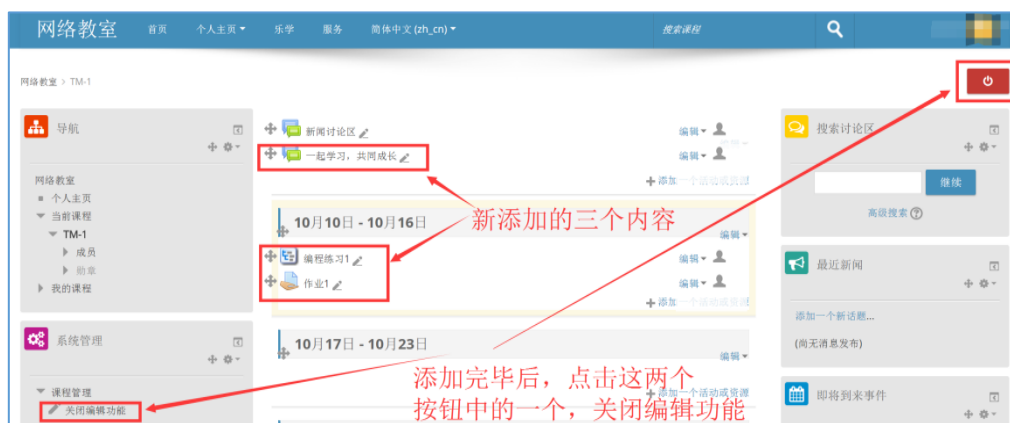 网络教室 首页 个人主页 乐学 服务 简体中文 (zh_cn) 搜索课程
网络教室 > TM-1
导航
网络教室
个人主页
当前课程
TM-1
成员
勋章
我的课程
系统管理
课程管理
关闭编辑功能
新闻讨论区 编辑
一起学习，共同成长 编辑
添加一个活动或资源
新添加的三个内容
10月10日 - 10月16日
编辑
编程练习1 编辑
作业1 编辑
添加一个活动或资源
10月17日 - 10月23日
编辑
添加一个活动或资源
添加完毕后，点击这两个
按钮中的一个，关闭编辑功能
搜索讨论区
继续
高级搜索
最近新闻
添加一个新话题...
(尚无消息发布)
即将到来事件